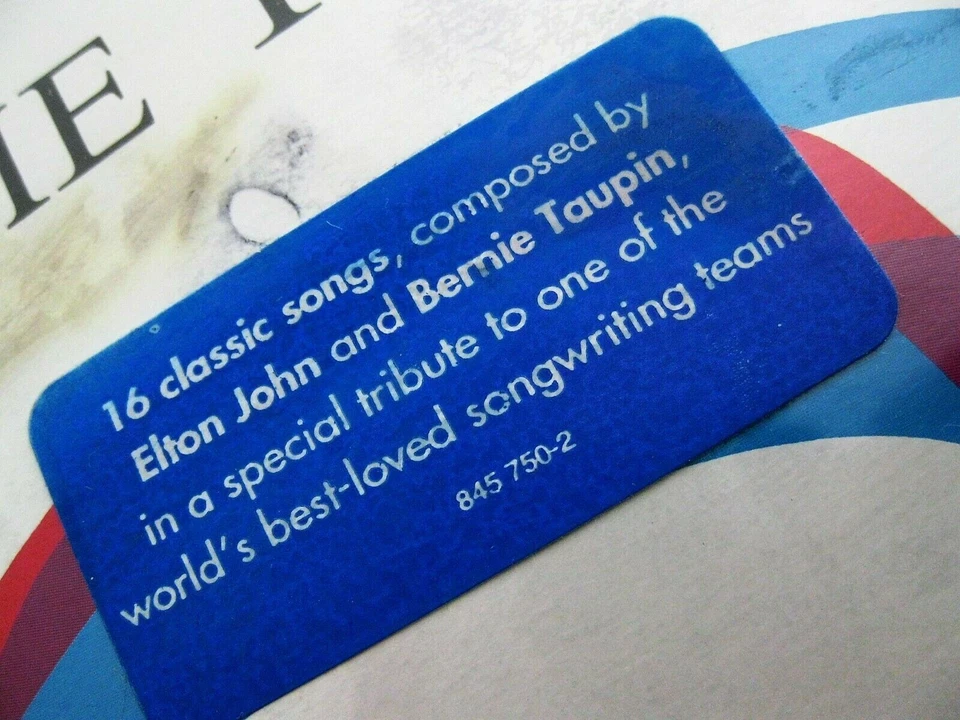 HE
16 classic songs, composed by
Elton John and Bernie Taupin,
in a special tribute to one of the
world's best-loved songwriting teams
845 750-2